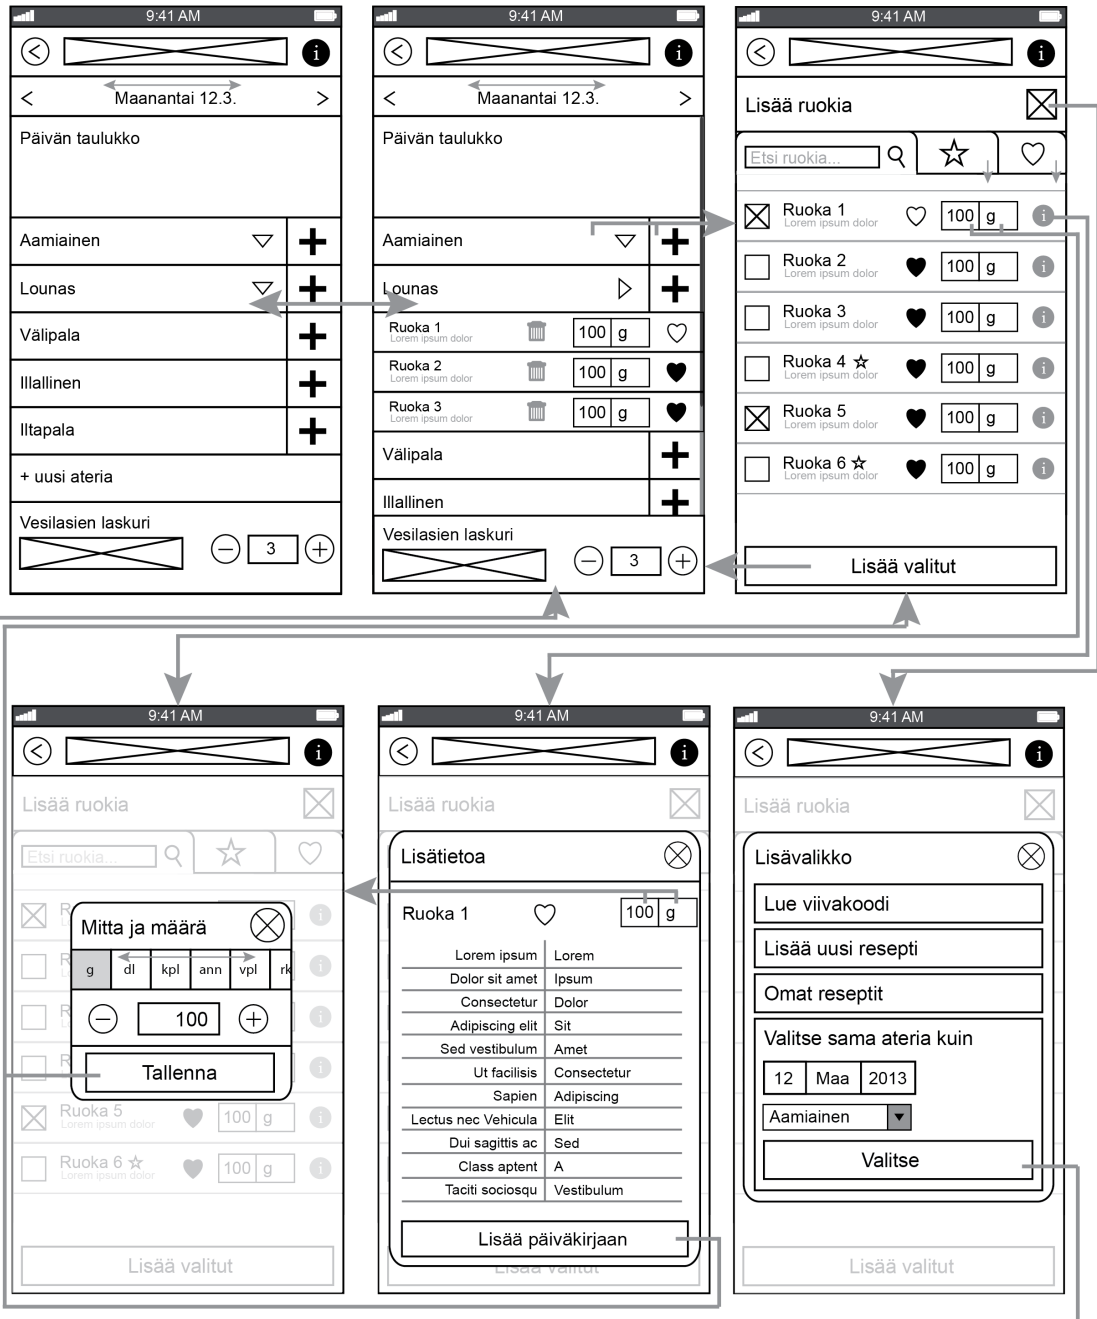 9:41 AM
i
Maanantai 12.3.
Päivän taulukko
Aamiainen
Lounas
Välipala
Illallinen
Iltapala
+ uusi ateria
Vesilasien laskuri
3
9:41 AM
i
Maanantai 12.3.
Päivän taulukko
Aamiainen
Lounas
Ruoka 1
Lorem ipsum dolor
100 g
Ruoka 2
Lorem ipsum dolor
100 g
Ruoka 3
Lorem ipsum dolor
100 g
Välipala
Illallinen
Vesilasien laskuri
3
9:41 AM
i
Lisää ruokia
Etsi ruokia...
Ruoka 1
Lorem ipsum dolor
100 g i
Ruoka 2
Lorem ipsum dolor
100 g i
Ruoka 3
Lorem ipsum dolor
100 g i
Ruoka 4
Lorem ipsum dolor
100 g i
Ruoka 5
Lorem ipsum dolor
100 g i
Ruoka 6
Lorem ipsum dolor
100 g i
Lisää valitut
9:41 AM
i
Lisää ruokia
Etsi ruokia...
Mitta ja määrä
g dl kpl ann vpl rk
100
Tallenna
Ruoka 5
Lorem ipsum dolor
100 g i
Ruoka 6
Lorem ipsum dolor
100 g i
Lisää valitut
9:41 AM
i
Lisää ruokia
Lisätietoa
Ruoka 1 100 g
Lorem ipsum Lorem
Dolor sit amet Ipsum
Consectetur Dolor
Adipiscing elit Sit
Sed vestibulum Amet
Ut facilisis Consectetur
Sapien Adipiscing
Lectus nec Vehicula Elit
Dui sagittis ac Sed
Class aptent A
Taciti sociosqu Vestibulum
Lisää päiväkirjaan
Lisää valitut
9:41 AM
i
Lisää ruokia
Lisävalikko
Lue viivakoodi
Lisää uusi resepti
Omat reseptit
Valitse sama ateria kuin
12 Maa 2013
Aamiainen
Valitse
Lisää valitut